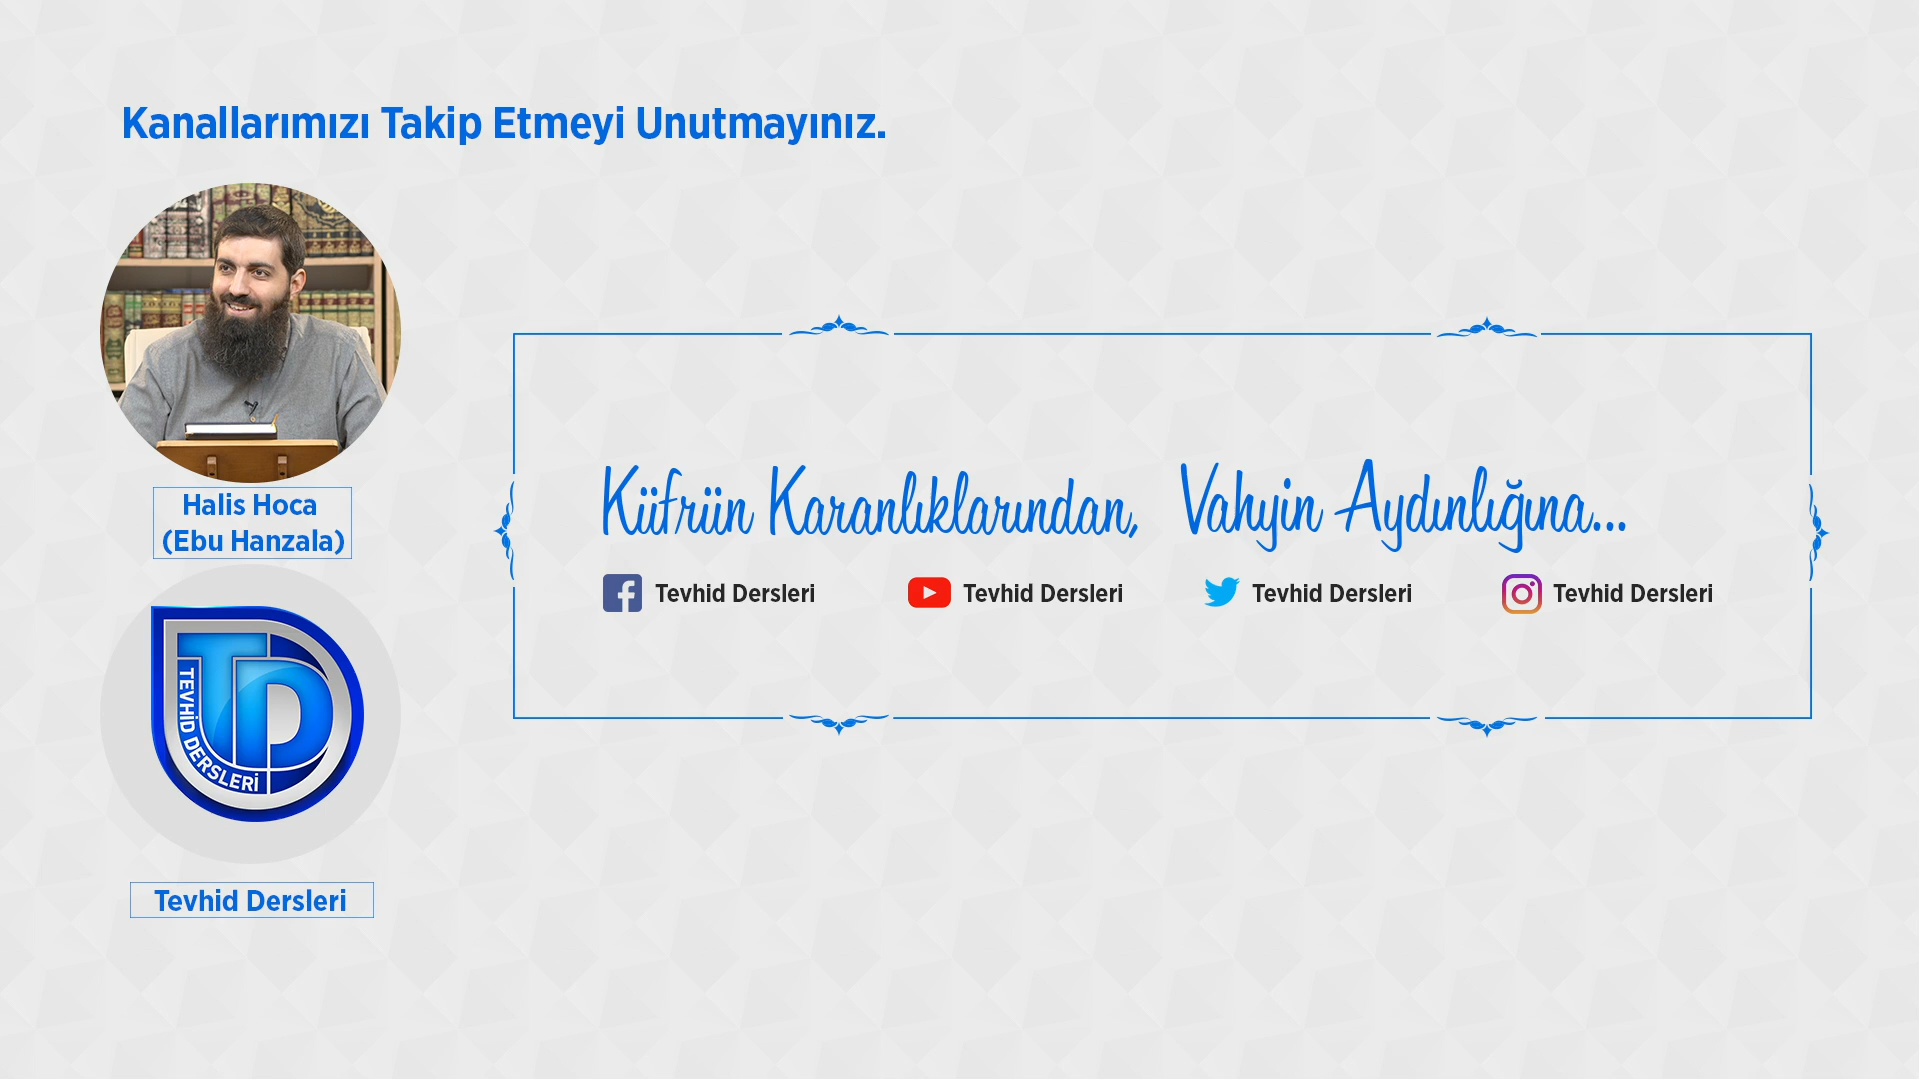 Kanallarımızı Takip Etmeyi Unutmayınız.
Halis Hoca
(Ebu Hanzala)
TD
TEVHİD DERSLERİ
Tevhid Dersleri
Küfrün Karanlıklarından, Vahyin Aydınlığına...
Tevhid Dersleri
Tevhid Dersleri
Tevhid Dersleri
Tevhid Dersleri